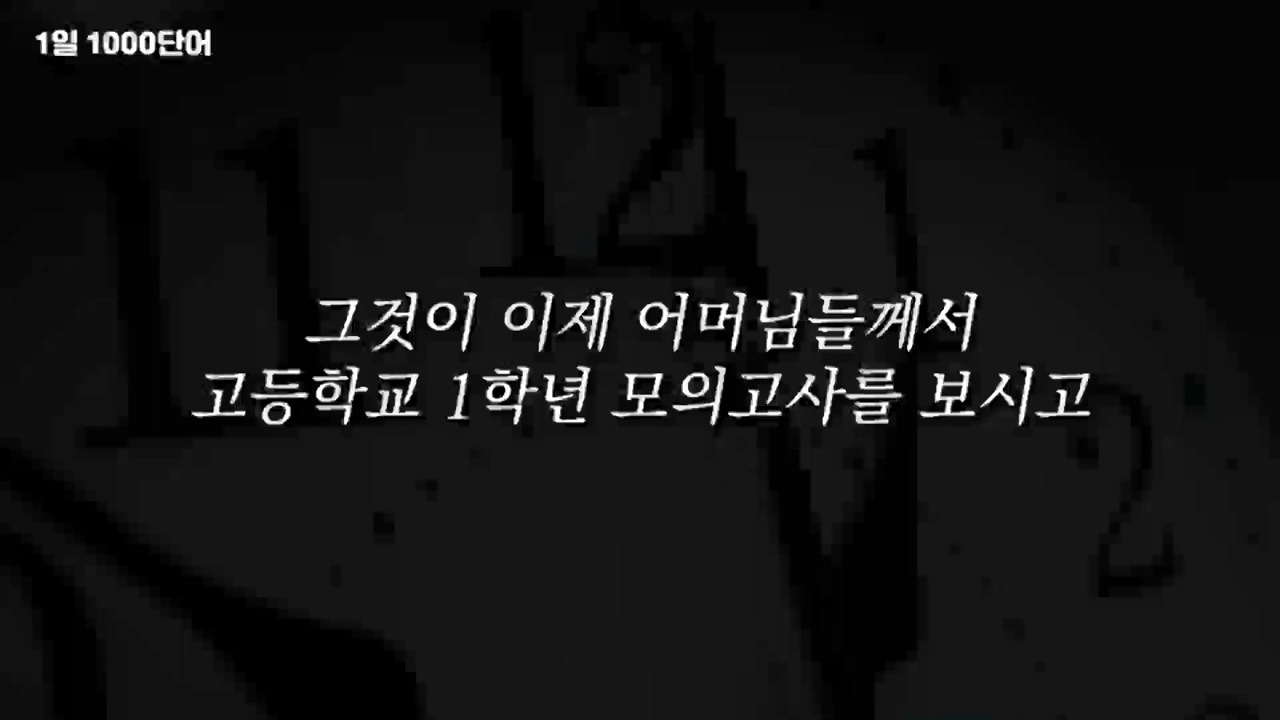 1일 1000단어
그것이 이제 어머님들께서
고등학교 1학년 모의고사를 보시고